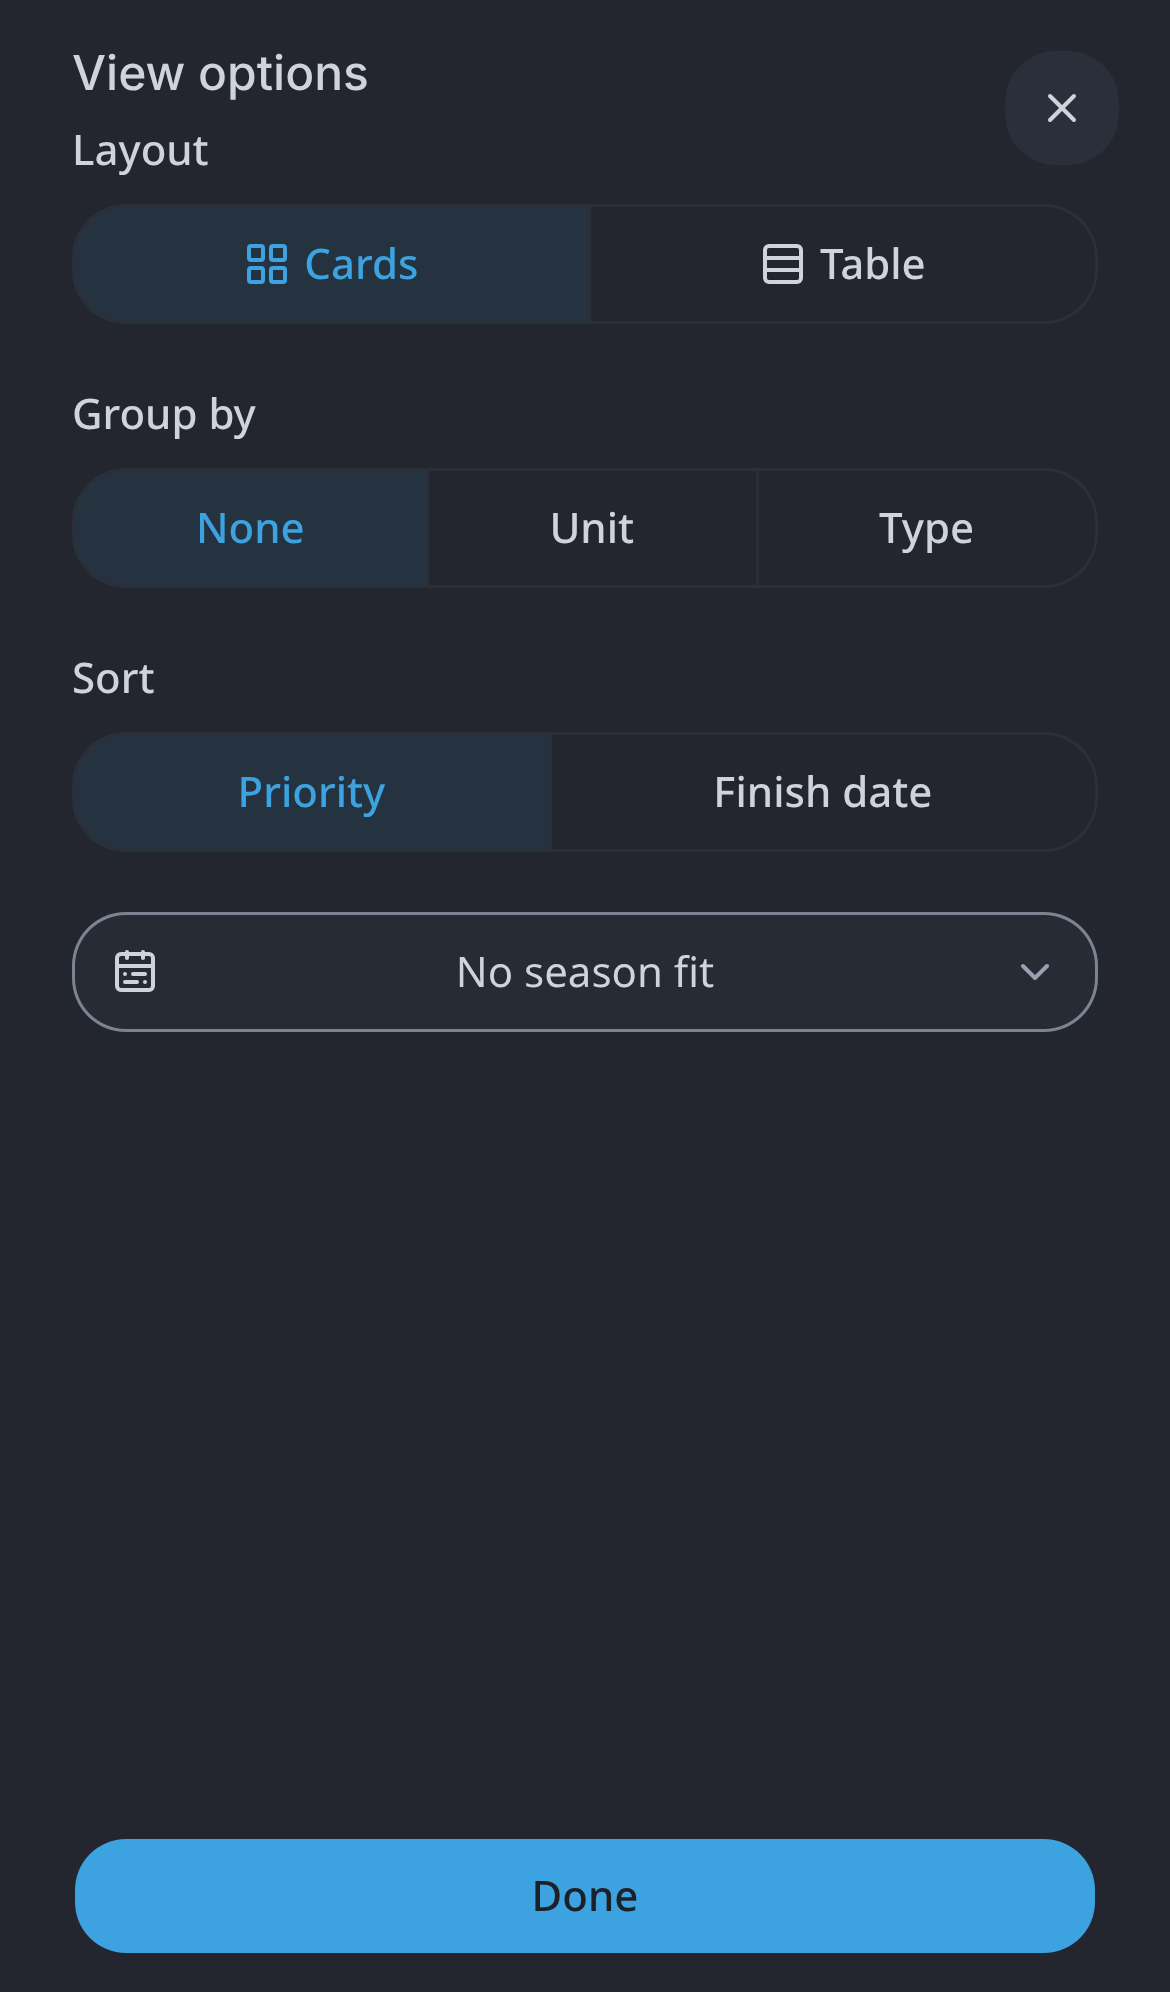 View options
Layout
Cards
Table
Group by
None
Unit
Type
Sort
Priority
Finish date
No season fit
Done